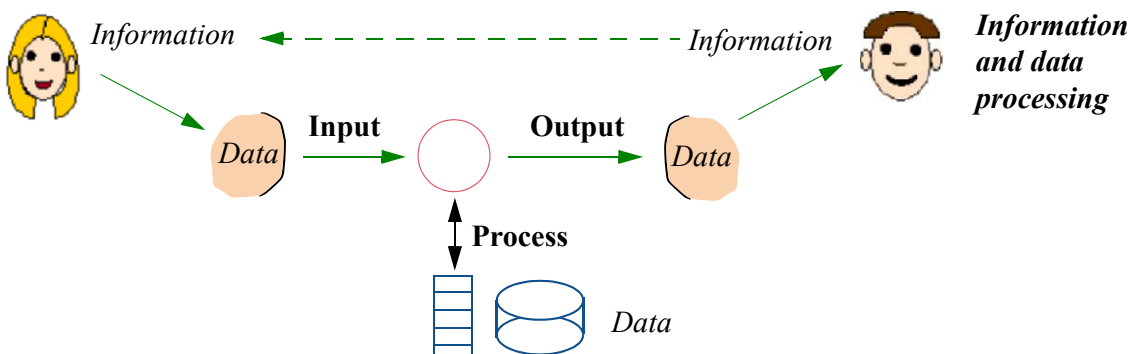 Information
Information
Information
and data
processing
Input
Output
Data
Data
Process
Data